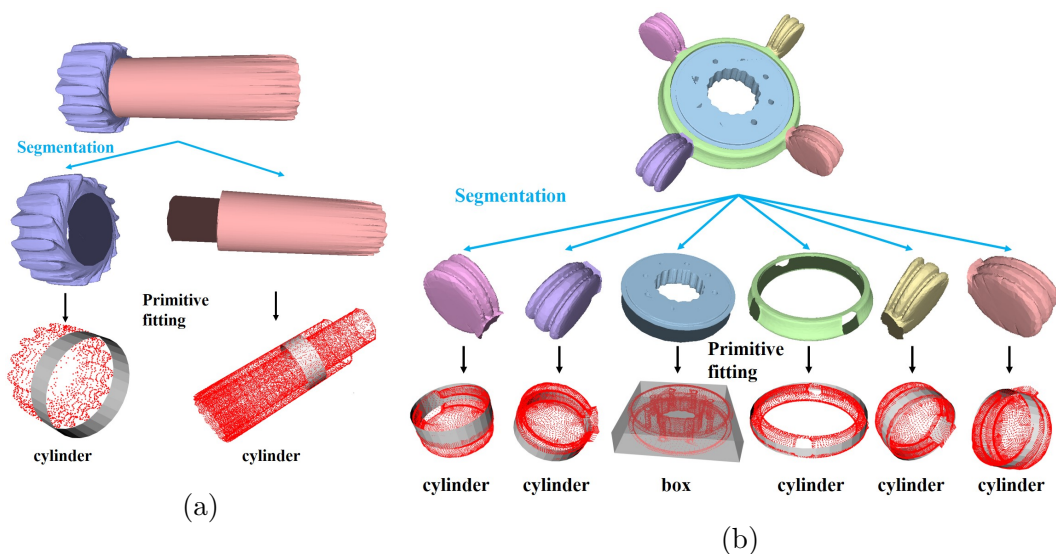 Segmentation
Primitive
fitting
cylinder
cylinder
(a)
Segmentation
Primitive
fitting
cylinder
cylinder
box
cylinder
cylinder
cylinder
(b)